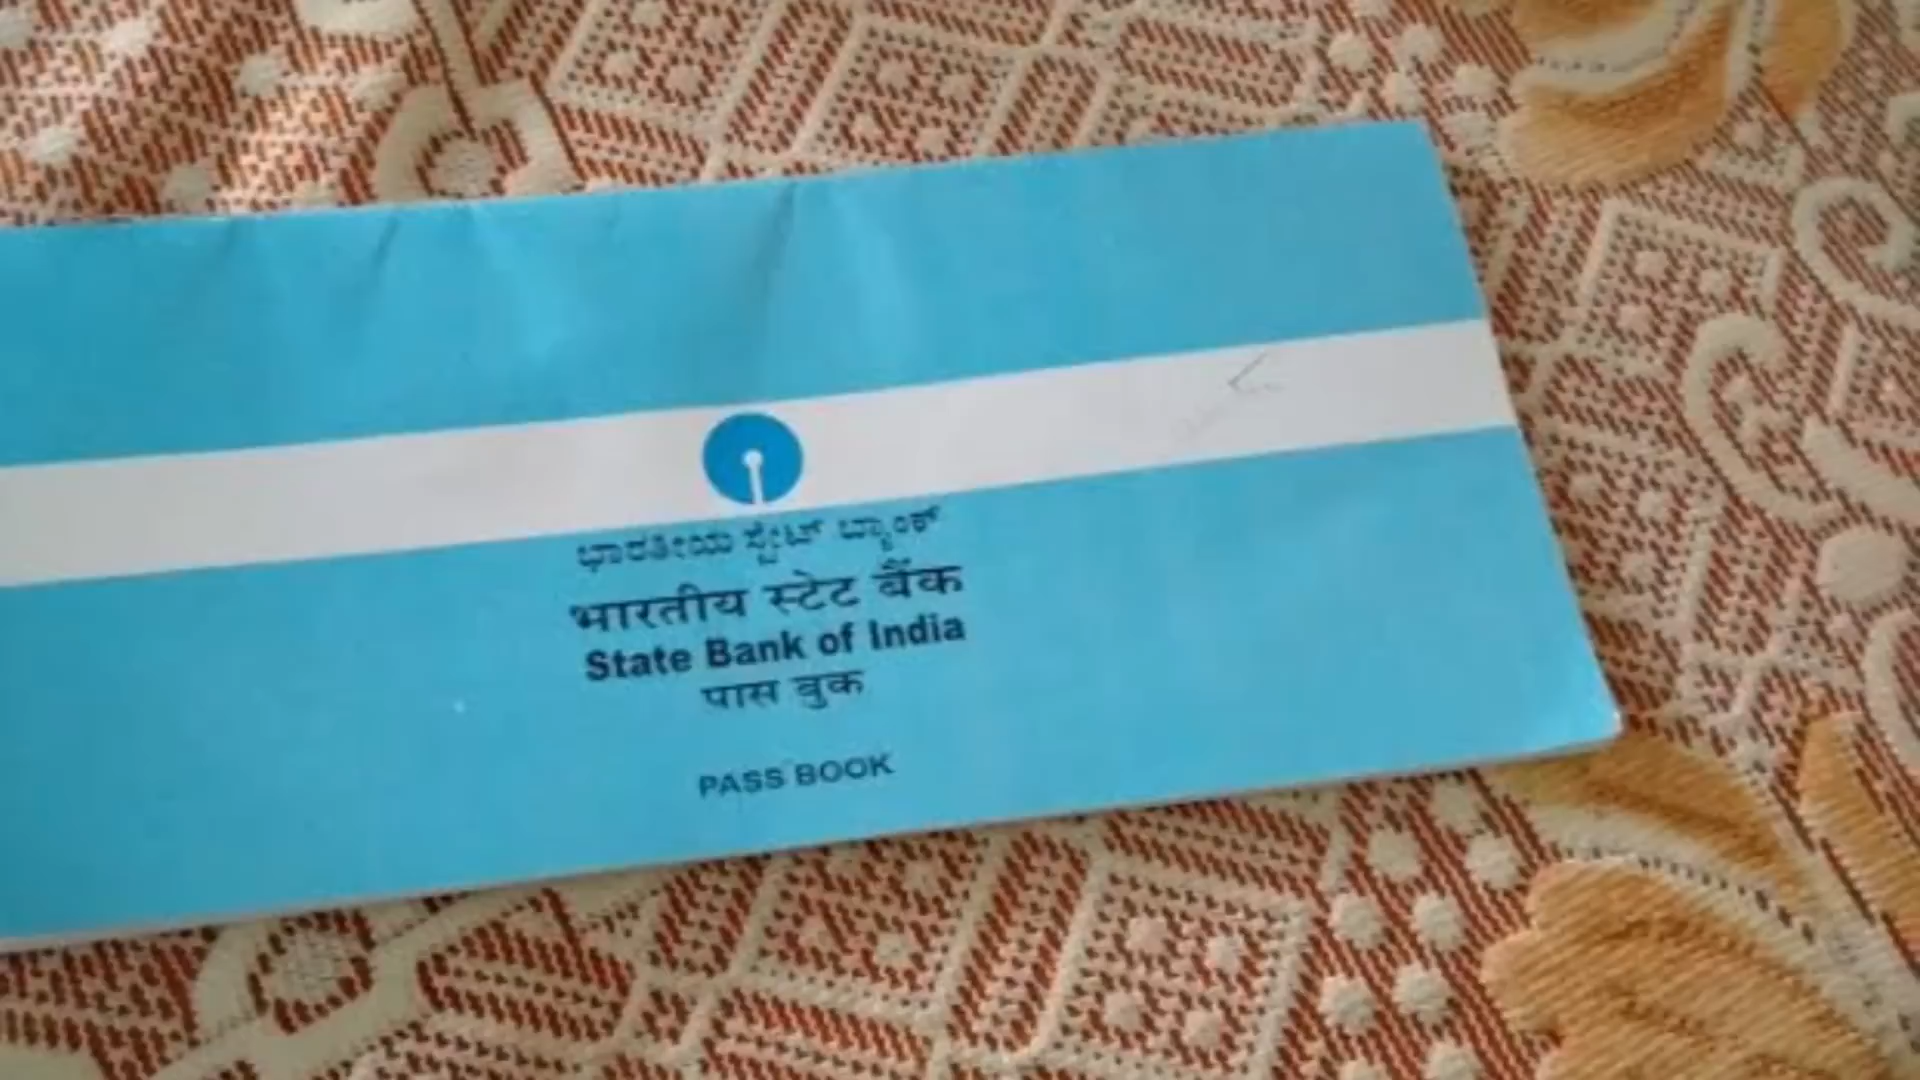 ಭಾರತೀಯ ಸ್ಟೇಟ್ ಬ್ಯಾಂಕ್
भारतीय स्टेट बैंक
State Bank of India
पास बुक
PASS BOOK